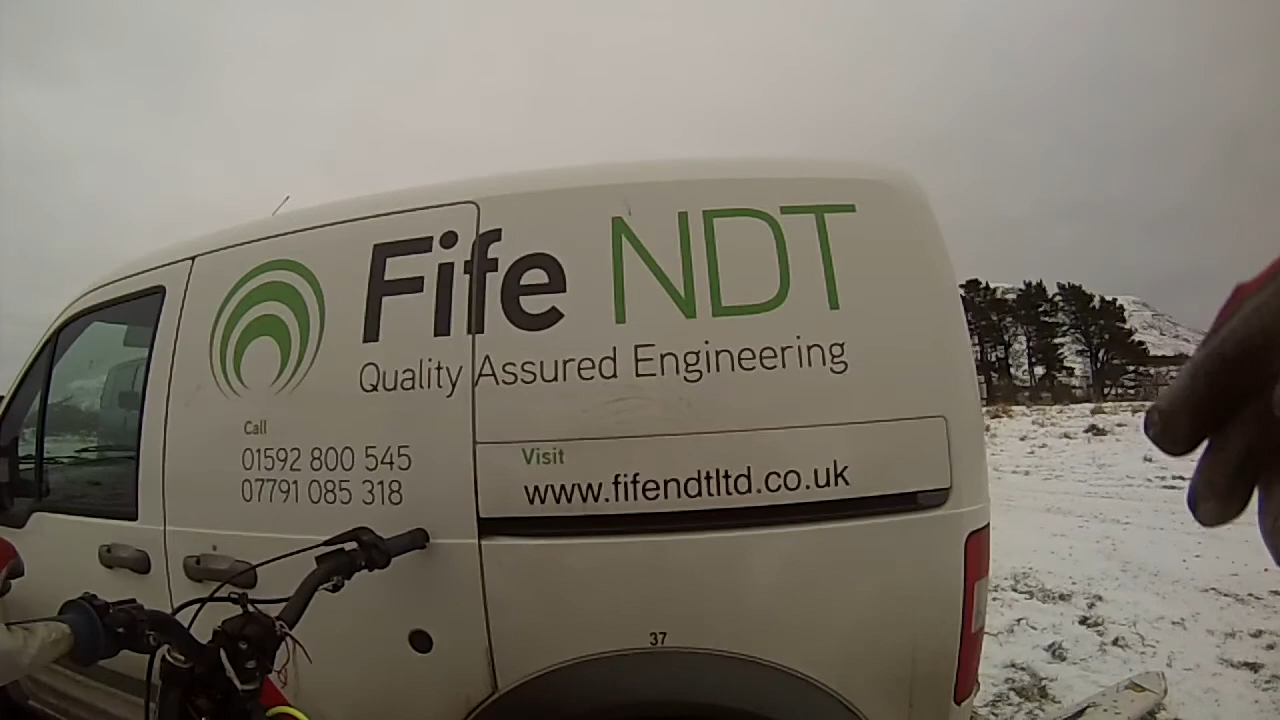 Fife NDT
Quality Assured Engineering
Call
01592 800 545
07791 085 318
Visit
www.fifendtltd.co.uk
37